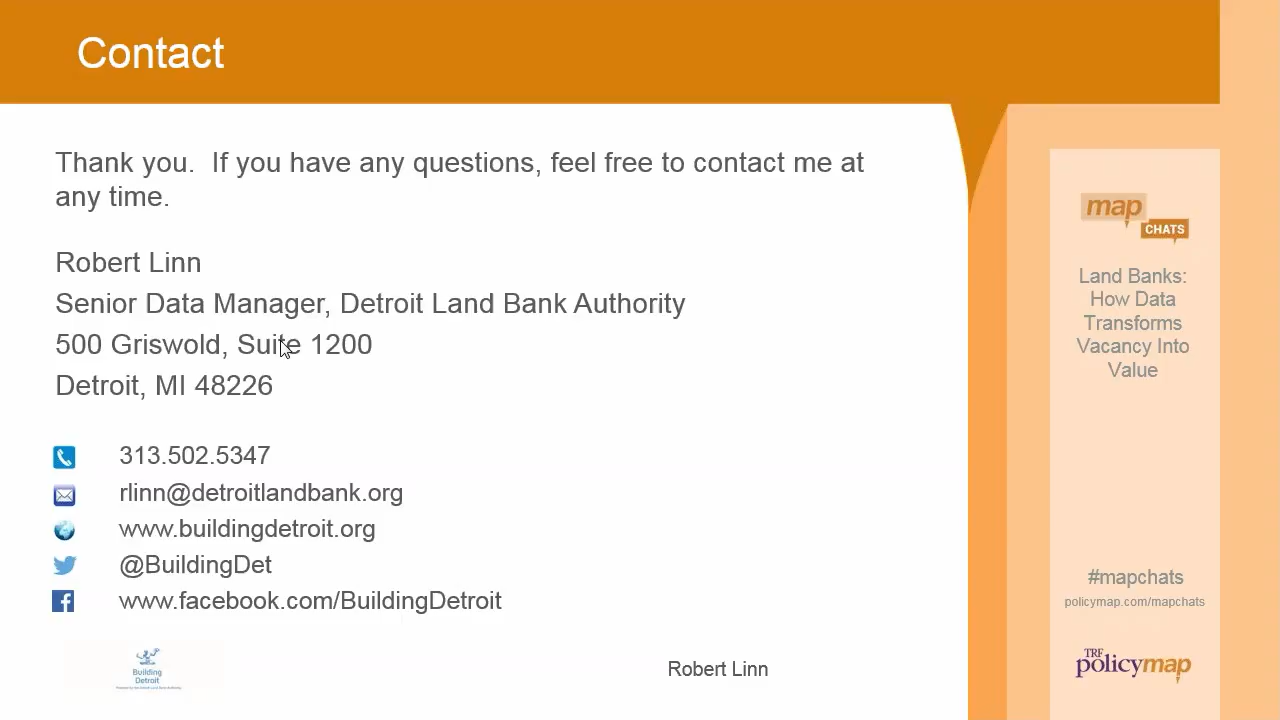 Contact
Thank you. If you have any questions, feel free to contact me at
any time.
Robert Linn
Senior Data Manager, Detroit Land Bank Authority
500 Griswold, Suite 1200
Detroit, MI 48226
313.502.5347
rlinn@detroitlandbank.org
www.buildingdetroit.org
@BuildingDet
www.facebook.com/BuildingDetroit
Building
Detroit
Robert Linn
map
CHATS
Land Banks:
How Data
Transforms
Vacancy Into
Value
#mapchats
policymap.com/mapchats
TRF
policymap